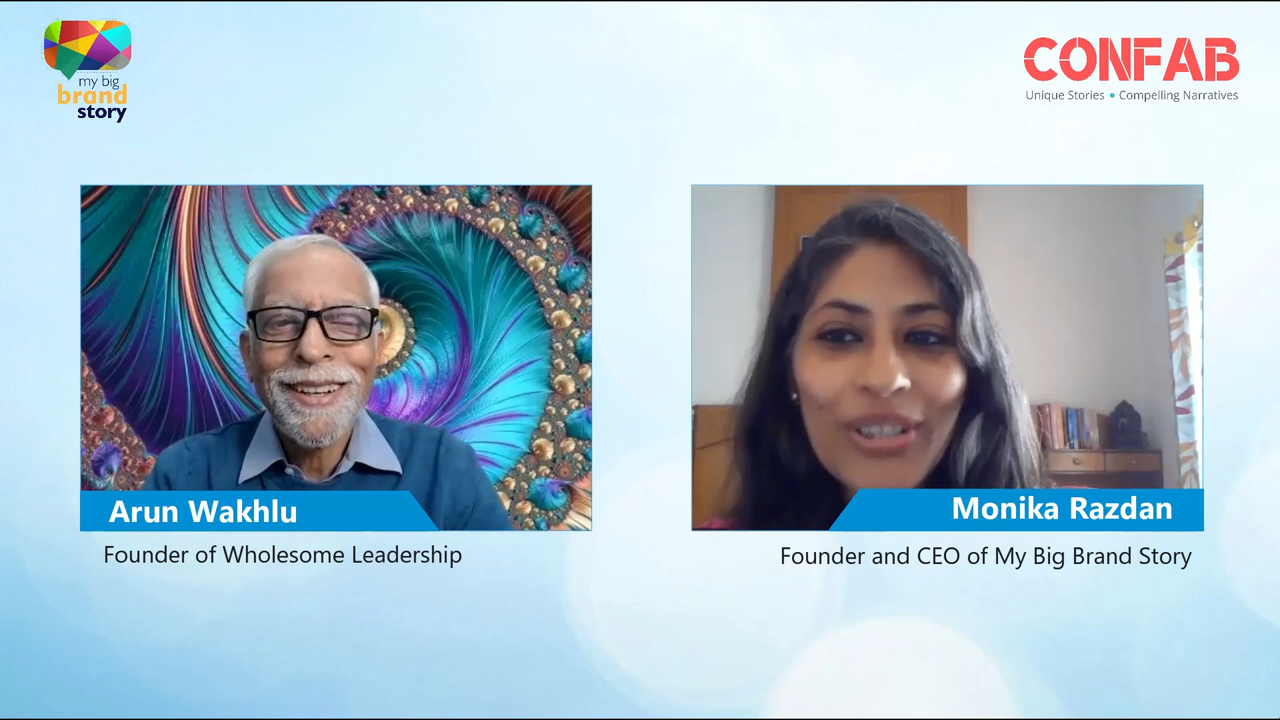 my big
brand
story
CONFAB
Unique Stories • Compelling Narratives
Arun Wakhlu
Founder of Wholesome Leadership
Monika Razdan
Founder and CEO of My Big Brand Story